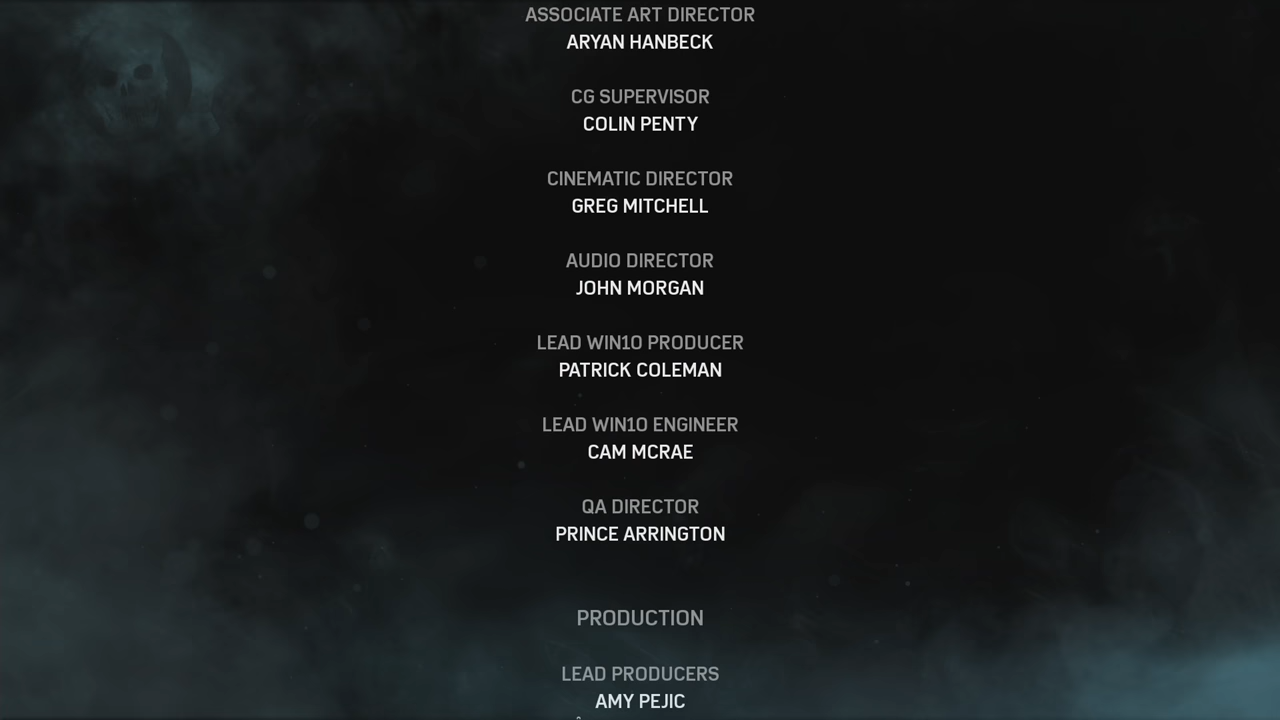 ASSOCIATE ART DIRECTOR
ARYAN HANBECK
CG SUPERVISOR
COLIN PENTY
CINEMATIC DIRECTOR
GREG MITCHELL
AUDIO DIRECTOR
JOHN MORGAN
LEAD WIN10 PRODUCER
PATRICK COLEMAN
LEAD WIN10 ENGINEER
CAM MCRAE
QA DIRECTOR
PRINCE ARRINGTON
PRODUCTION
LEAD PRODUCERS
AMY PEJIC